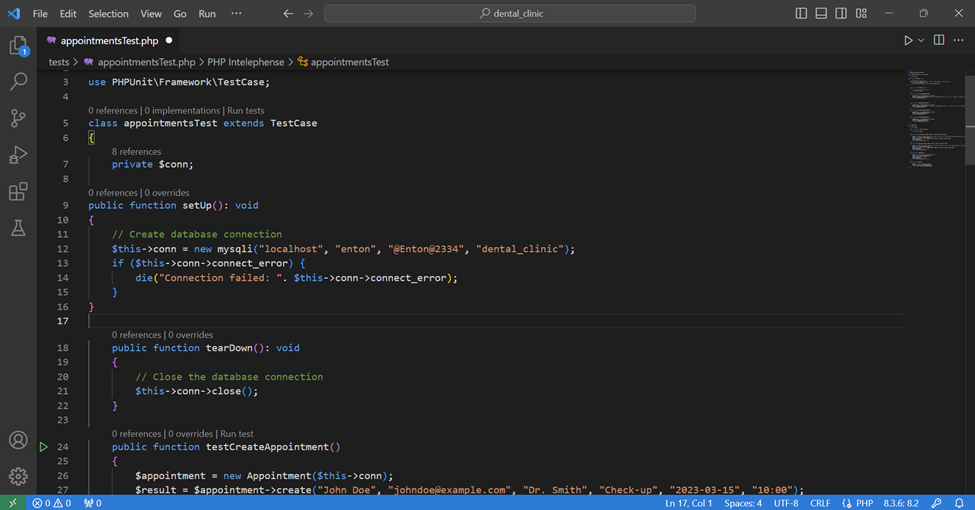 File Edit Selection View Go Run ··· dental_clinic
appointmentsTest.php
tests > appointmentsTest.php > PHP Intelephense > appointmentsTest
1
3 use PHPUnit\Framework\TestCase;
4
0 references | 0 implementations | Run tests
5 class appointmentsTest extends TestCase
6 {
8 references
7 private $conn;
8
0 references | 0 overrides
9 public function setUp(): void
10 {
11 // Create database connection
12 $this->conn = new mysqli("localhost", "enton", "@Enton@2334", "dental_clinic");
13 if ($this->conn->connect_error) {
14 die("Connection failed: ". $this->conn->connect_error);
15 }
16 }
17
0 references | 0 overrides
18 public function tearDown(): void
19 {
20 // Close the database connection
21 $this->conn->close();
22 }
23
0 references | 0 overrides | Run test
24 public function testCreateAppointment()
25 {
26 $appointment = new Appointment($this->conn);
27 $result = $appointment->create("John Doe", "johndoe@example.com", "Dr. Smith", "Check-up", "2023-03-15", "10:00");
0 0 0 Ln 17, Col 1 Spaces: 4 UTF-8 CRLF {} PHP 8.3.6: 8.2